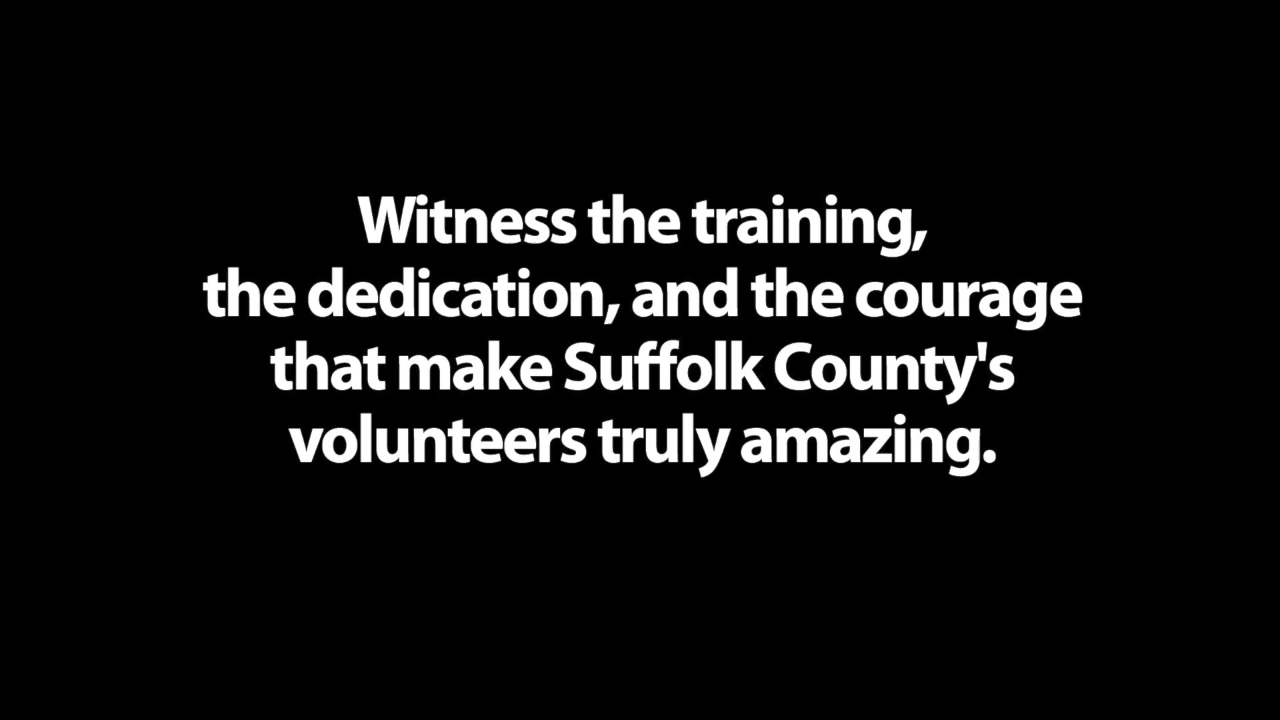 Witness the training,
the dedication, and the courage
that make Suffolk County's
volunteers truly amazing.